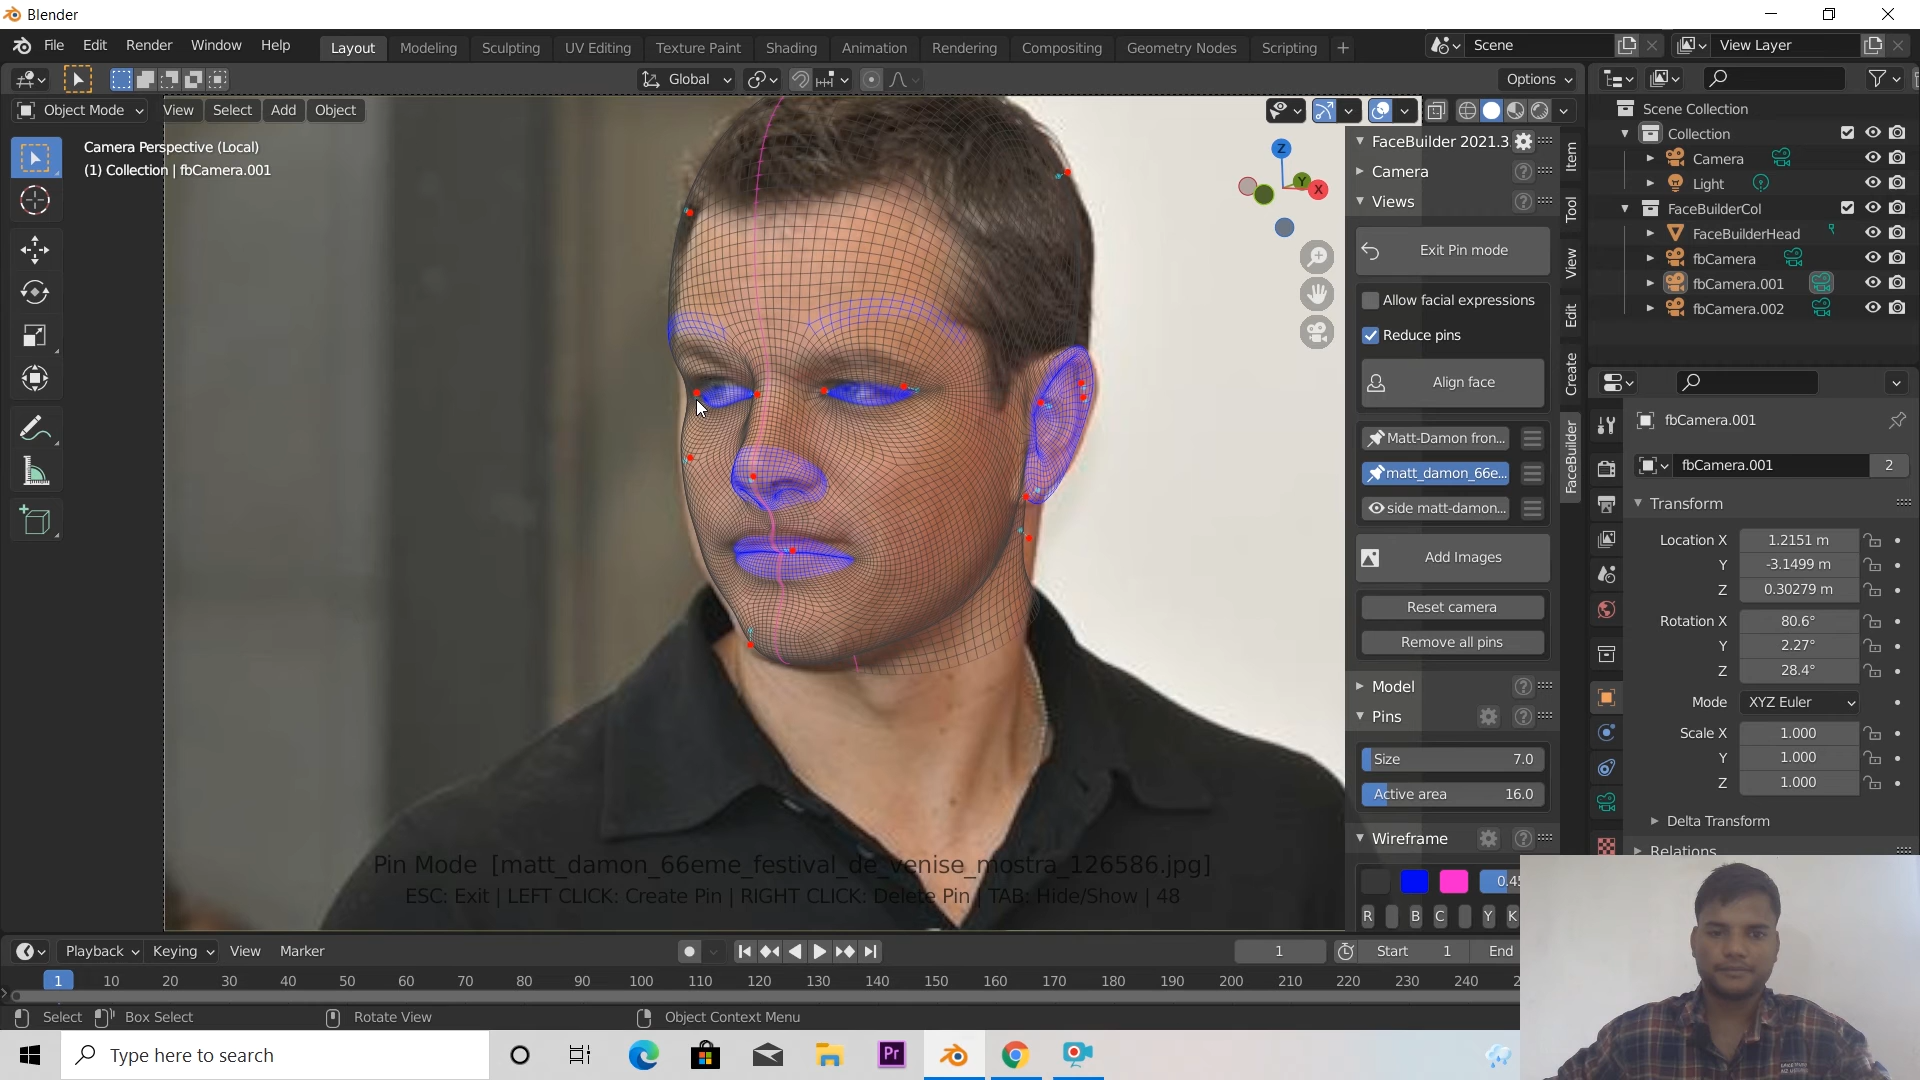 Blender
File Edit Render Window Help Layout Modeling Sculpting UV Editing Texture Paint Shading Animation Rendering Compositing Geometry Nodes Scripting + Scene View Layer
Global Options
Object Mode View Select Add Object
Camera Perspective (Local)
(1) Collection | fbCamera.001
Z Y X
FaceBuilder 2021.3
Camera
Views
Exit Pin mode
Allow facial expressions
Reduce pins
Align face
Matt-Damon fron...
matt_damon_66e...
side matt-damon...
Add Images
Reset camera
Remove all pins
Model
Pins
Size 7.0
Active area 16.0
Wireframe
0.45
R B C Y K
Item
Tool
View
Edit
Create
FaceBuilder
Scene Collection
Collection
Camera
Light
FaceBuilderCol
FaceBuilderHead
fbCamera
fbCamera.001
fbCamera.002
fbCamera.001
fbCamera.001 2
Transform
Location X 1.2151 m
Y -3.1499 m
Z 0.30279 m
Rotation X 80.6°
Y 2.27°
Z 28.4°
Mode XYZ Euler
Scale X 1.000
Y 1.000
Z 1.000
Delta Transform
Relations
Pin Mode [matt_damon_66eme_festival_de_venise_mostra_126586.jpg]
ESC: Exit | LEFT CLICK: Create Pin | RIGHT CLICK: Delete Pin | TAB: Hide/Show | 48
Playback Keying View Marker 1 Start 1 End
1 10 20 30 40 50 60 70 80 90 100 110 120 130 140 150 160 170 180 190 200 210 220 230 240
Select Box Select Rotate View Object Context Menu
Type here to search Pr